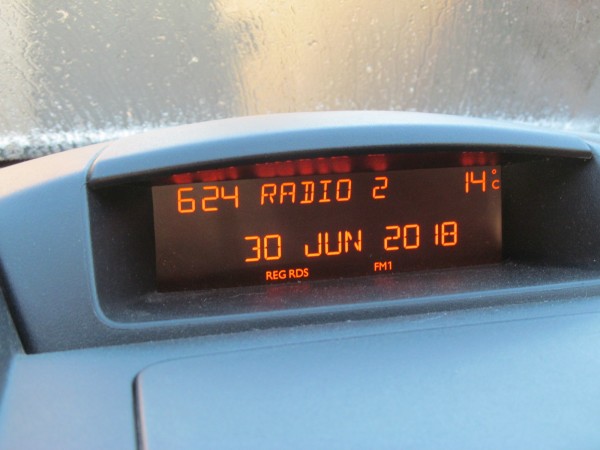 624 RADIO 2 14°C
30 JUN 2018
REG RDS FM1